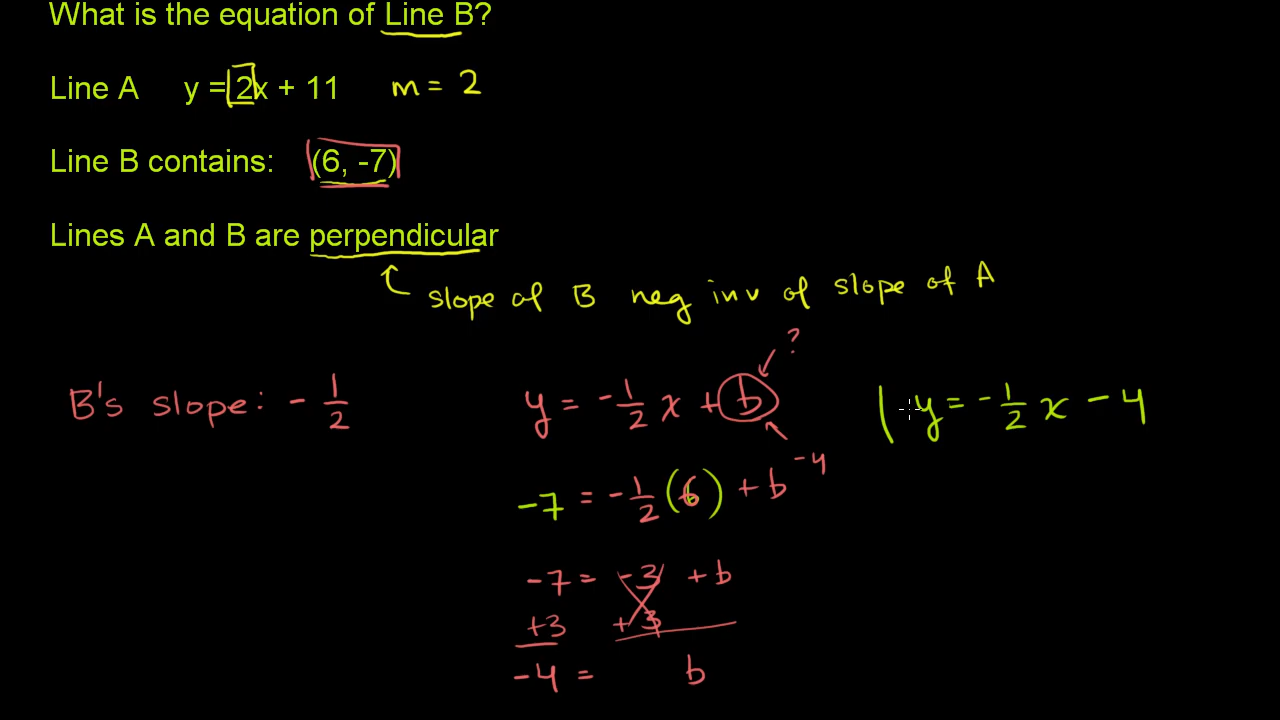 What is the equation of Line B?
Line A y = 2x + 11 m = 2
Line B contains: (6, -7)
Lines A and B are perpendicular
slope of B neg inv of slope of A
?
B's slope: - 1/2 y = - 1/2 x + b y = - 1/2 x - 4
-4
-7 = - 1/2 (6) + b
-7 = -3 + b
+3 +3
-4 = b